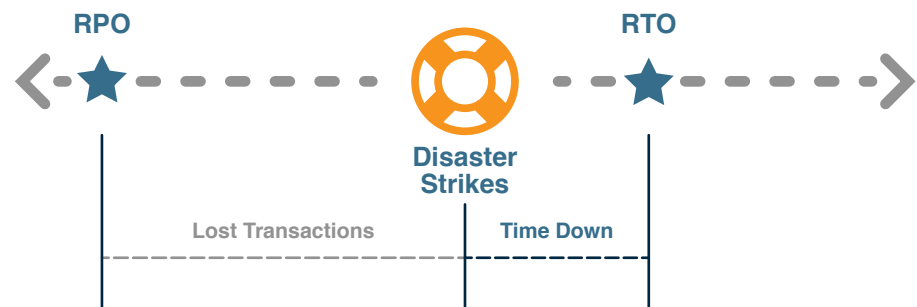 RPO
RTO
Disaster
Strikes
Lost Transactions
Time Down